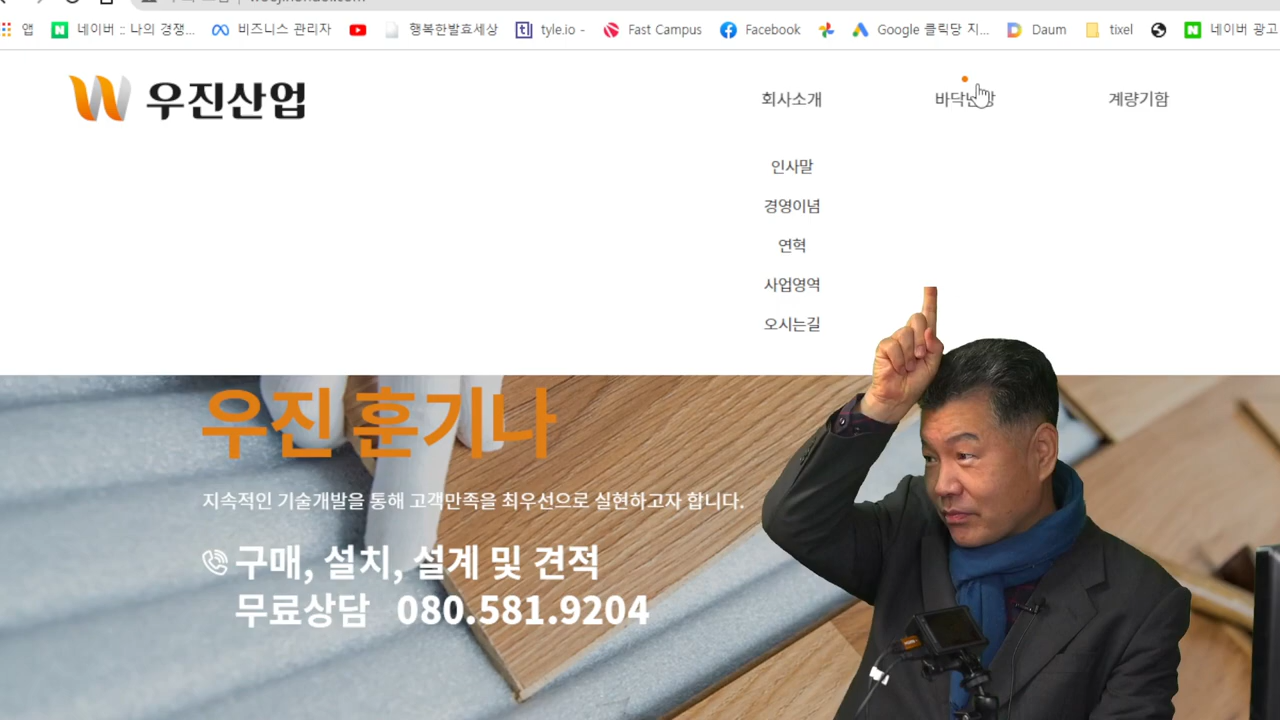 앱 네이버 :: 나의 경쟁... 비즈니스 관리자 행복한발효세상 tyle.io - Fast Campus Facebook Google 클릭당 지... Daum tixel 네이버 광고
우진산업
회사소개 계량기함
인사말
경영이념
연혁
사업영역
오시는길
우진 훈기나
지속적인 기술개발을 통해 고객만족을 최우선으로 실현하고자 합니다.
구매, 설치, 설계 및 견적
무료상담 080.581.9204